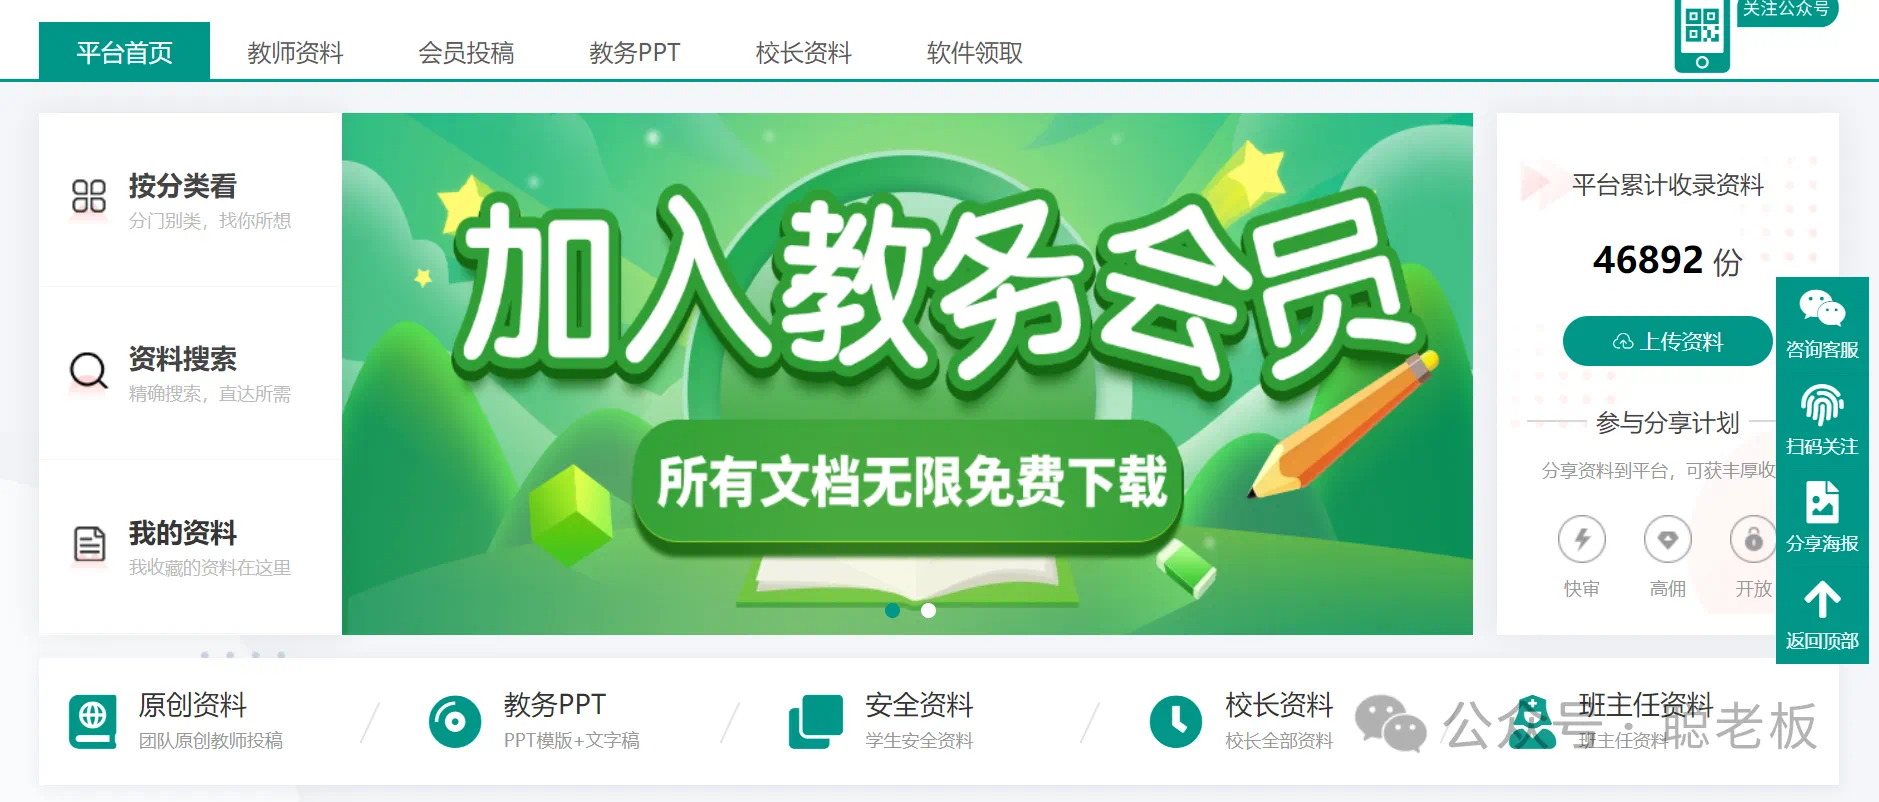 关注公众号
平台首页
教师资料
会员投稿
教务PPT
校长资料
软件领取
按分类看
分门别类，找你所想
资料搜索
精确搜索，直达所需
我的资料
我收藏的资料在这里
加入教务会员
所有文档无限免费下载
平台累计收录资料
46892 份
上传资料
参与分享计划
分享资料到平台，可获丰厚收
快审
高佣
开放
咨询客服
扫码关注
分享海报
返回顶部
原创资料
团队原创教师投稿
教务PPT
PPT模版+文字稿
安全资料
学生安全资料
校长资料
校长全部资料
班主任资料
班主任资料
公众号·聪老板